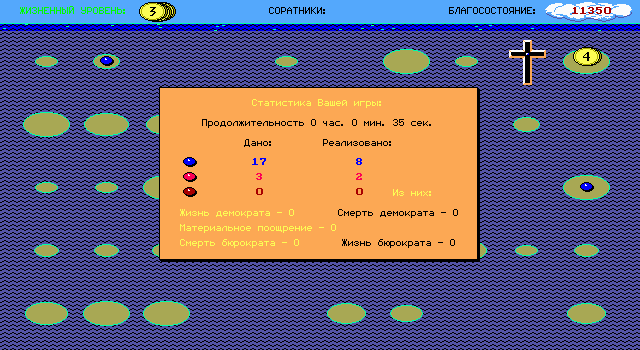 3
СОРАТНИКИ:
БЛАГОСОСТОЯНИЕ:
11350
4
Статистика Вашей игры:
Продолжительность 0 час. 0 мин. 35 сек.
Дано: Реализовано:
17 8
3 2
0 0 Из них:
Жизнь демократа - 0 Смерть демократа - 0
Материальное поощрение - 0
Смерть бюрократа - 0 Жизнь бюрократа - 0